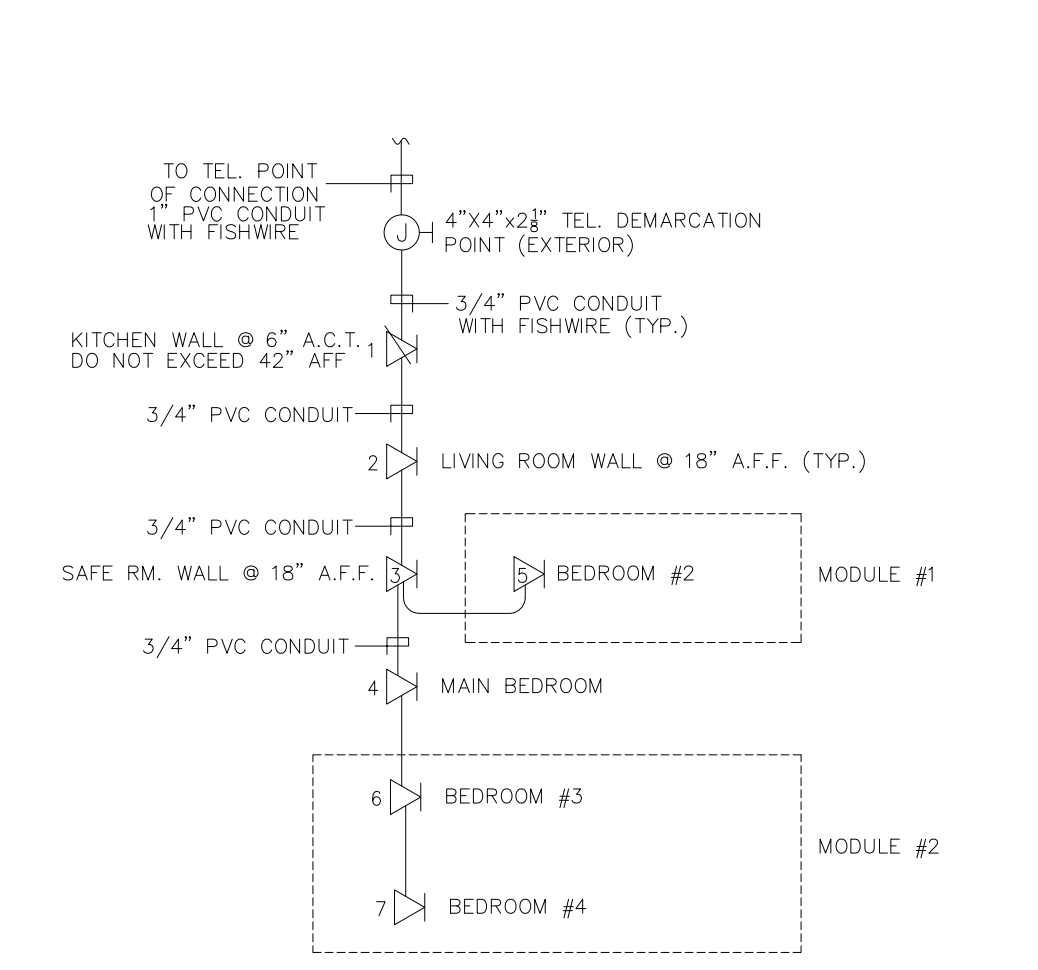 TO TEL. POINT
OF CONNECTION
1" PVC CONDUIT
WITH FISHWIRE
J
4"X4"x2⅛" TEL. DEMARCATION
POINT (EXTERIOR)
3/4" PVC CONDUIT
WITH FISHWIRE (TYP.)
KITCHEN WALL @ 6" A.C.T.
DO NOT EXCEED 42" AFF
1
3/4" PVC CONDUIT
2
LIVING ROOM WALL @ 18" A.F.F. (TYP.)
3/4" PVC CONDUIT
SAFE RM. WALL @ 18" A.F.F.
3
5
BEDROOM #2
MODULE #1
3/4" PVC CONDUIT
4
MAIN BEDROOM
6
BEDROOM #3
MODULE #2
7
BEDROOM #4